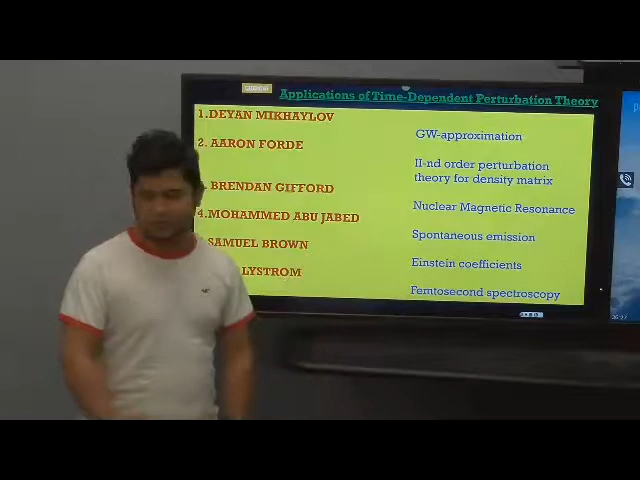 Applications of Time-Dependent Perturbation Theory
1.DEYAN MIKHAYLOV
GW-approximation
2. AARON FORDE
II-nd order perturbation
theory for density matrix
BRENDAN GIFFORD
Nuclear Magnetic Resonance
4.MOHAMMED ABU JABED
Spontaneous emission
SAMUEL BROWN
Einstein coefficients
LYSTROM
Femtosecond spectroscopy